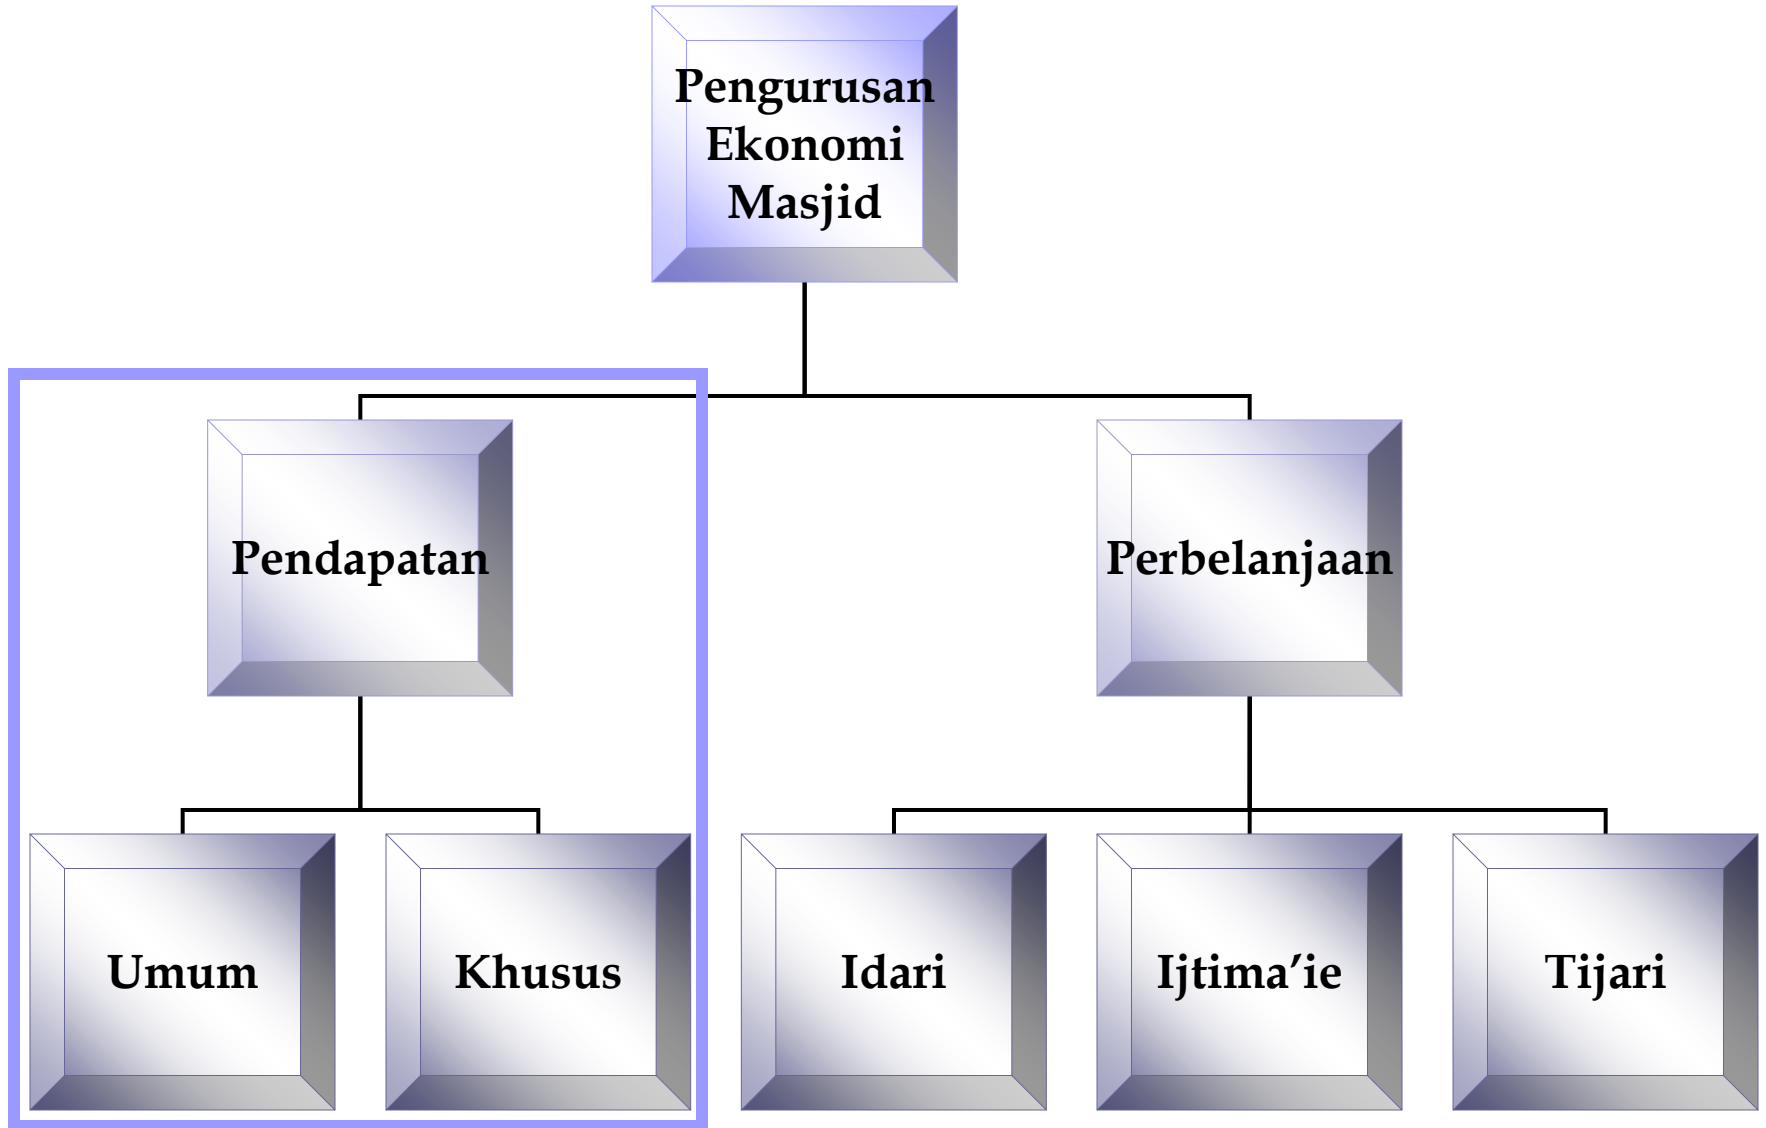 Pengurusan
Ekonomi
Masjid
Pendapatan
Perbelanjaan
Umum
Khusus
Idari
Ijtima’ie
Tijari